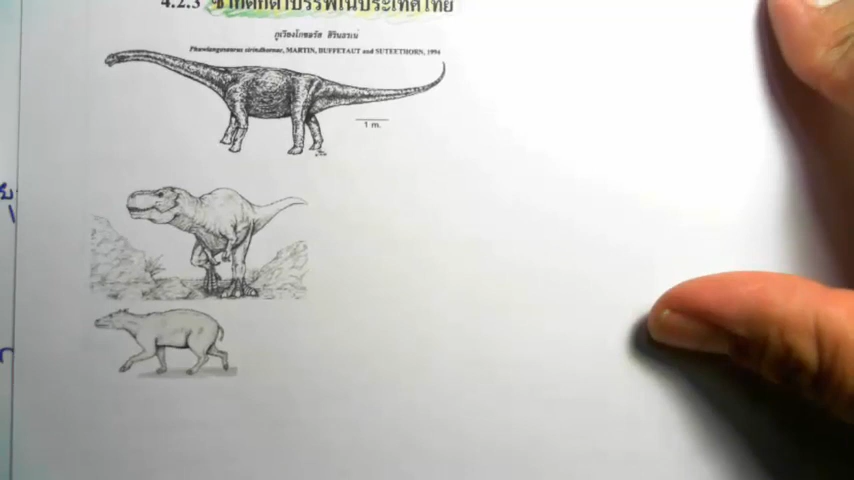 4.2.3 ซากดึกดำบรรพ์ในประเทศไทย
ภูเวียงโกซอรัส สิรินธรเน่
Phuwiangosaurus sirindhornae, MARTIN, BUFFETAUT and SUTEETHORN, 1994
1 m.